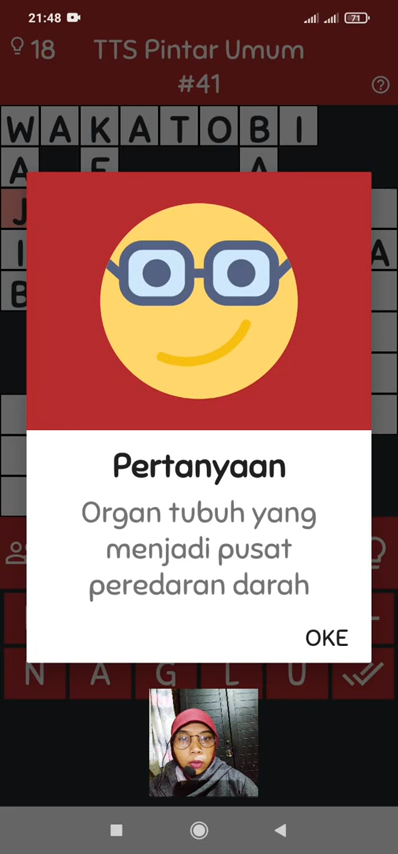 21:48
71
18 TTS Pintar Umum
#41
WAKATOBI
A E A
J
I A
B
Pertanyaan
Organ tubuh yang
menjadi pusat
peredaran darah
OKE
N A G L U